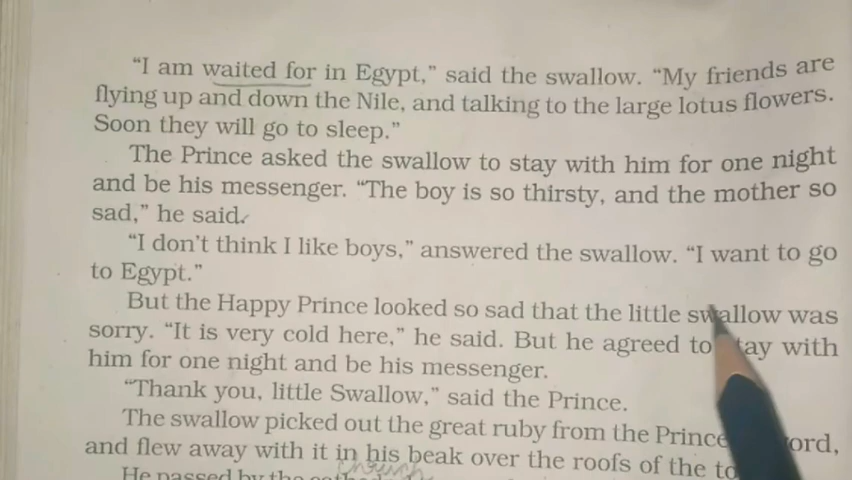 “I am waited for in Egypt,” said the swallow. “My friends are
flying up and down the Nile, and talking to the large lotus flowers.
Soon they will go to sleep.”
The Prince asked the swallow to stay with him for one night
and be his messenger. “The boy is so thirsty, and the mother so
sad,” he said.
“I don’t think I like boys,” answered the swallow. “I want to go
to Egypt.”
But the Happy Prince looked so sad that the little swallow was
sorry. “It is very cold here,” he said. But he agreed to with
him for one night and be his messenger.
“Thank you, little Swallow,” said the Prince.
The swallow picked out the great ruby from the
and flew away with it in his beak over the roofs of the
church
He passed by the